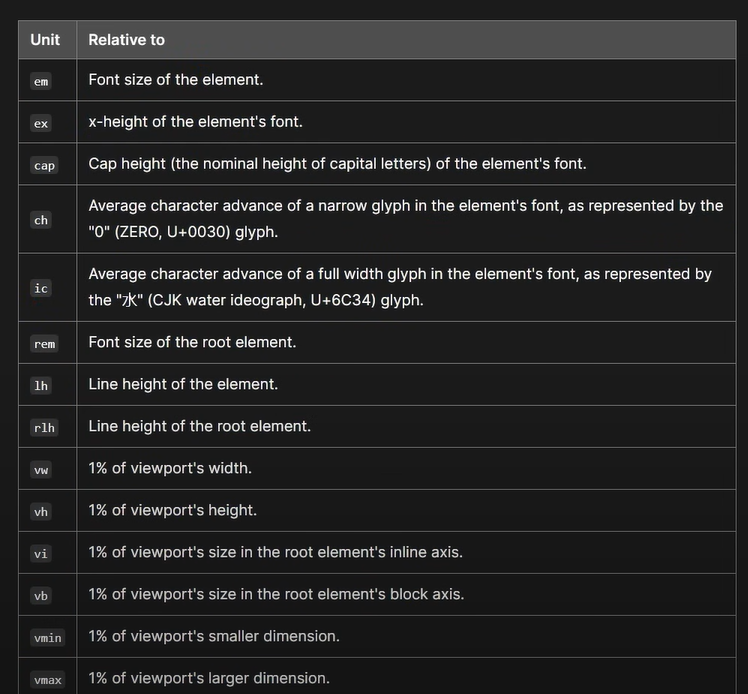 Unit Relative to
em Font size of the element.
ex x-height of the element's font.
cap Cap height (the nominal height of capital letters) of the element's font.
ch Average character advance of a narrow glyph in the element's font, as represented by the
"0" (ZERO, U+0030) glyph.
ic Average character advance of a full width glyph in the element's font, as represented by
the "水" (CJK water ideograph, U+6C34) glyph.
rem Font size of the root element.
lh Line height of the element.
rlh Line height of the root element.
vw 1% of viewport's width.
vh 1% of viewport's height.
vi 1% of viewport's size in the root element's inline axis.
vb 1% of viewport's size in the root element's block axis.
vmin 1% of viewport's smaller dimension.
vmax 1% of viewport's larger dimension.